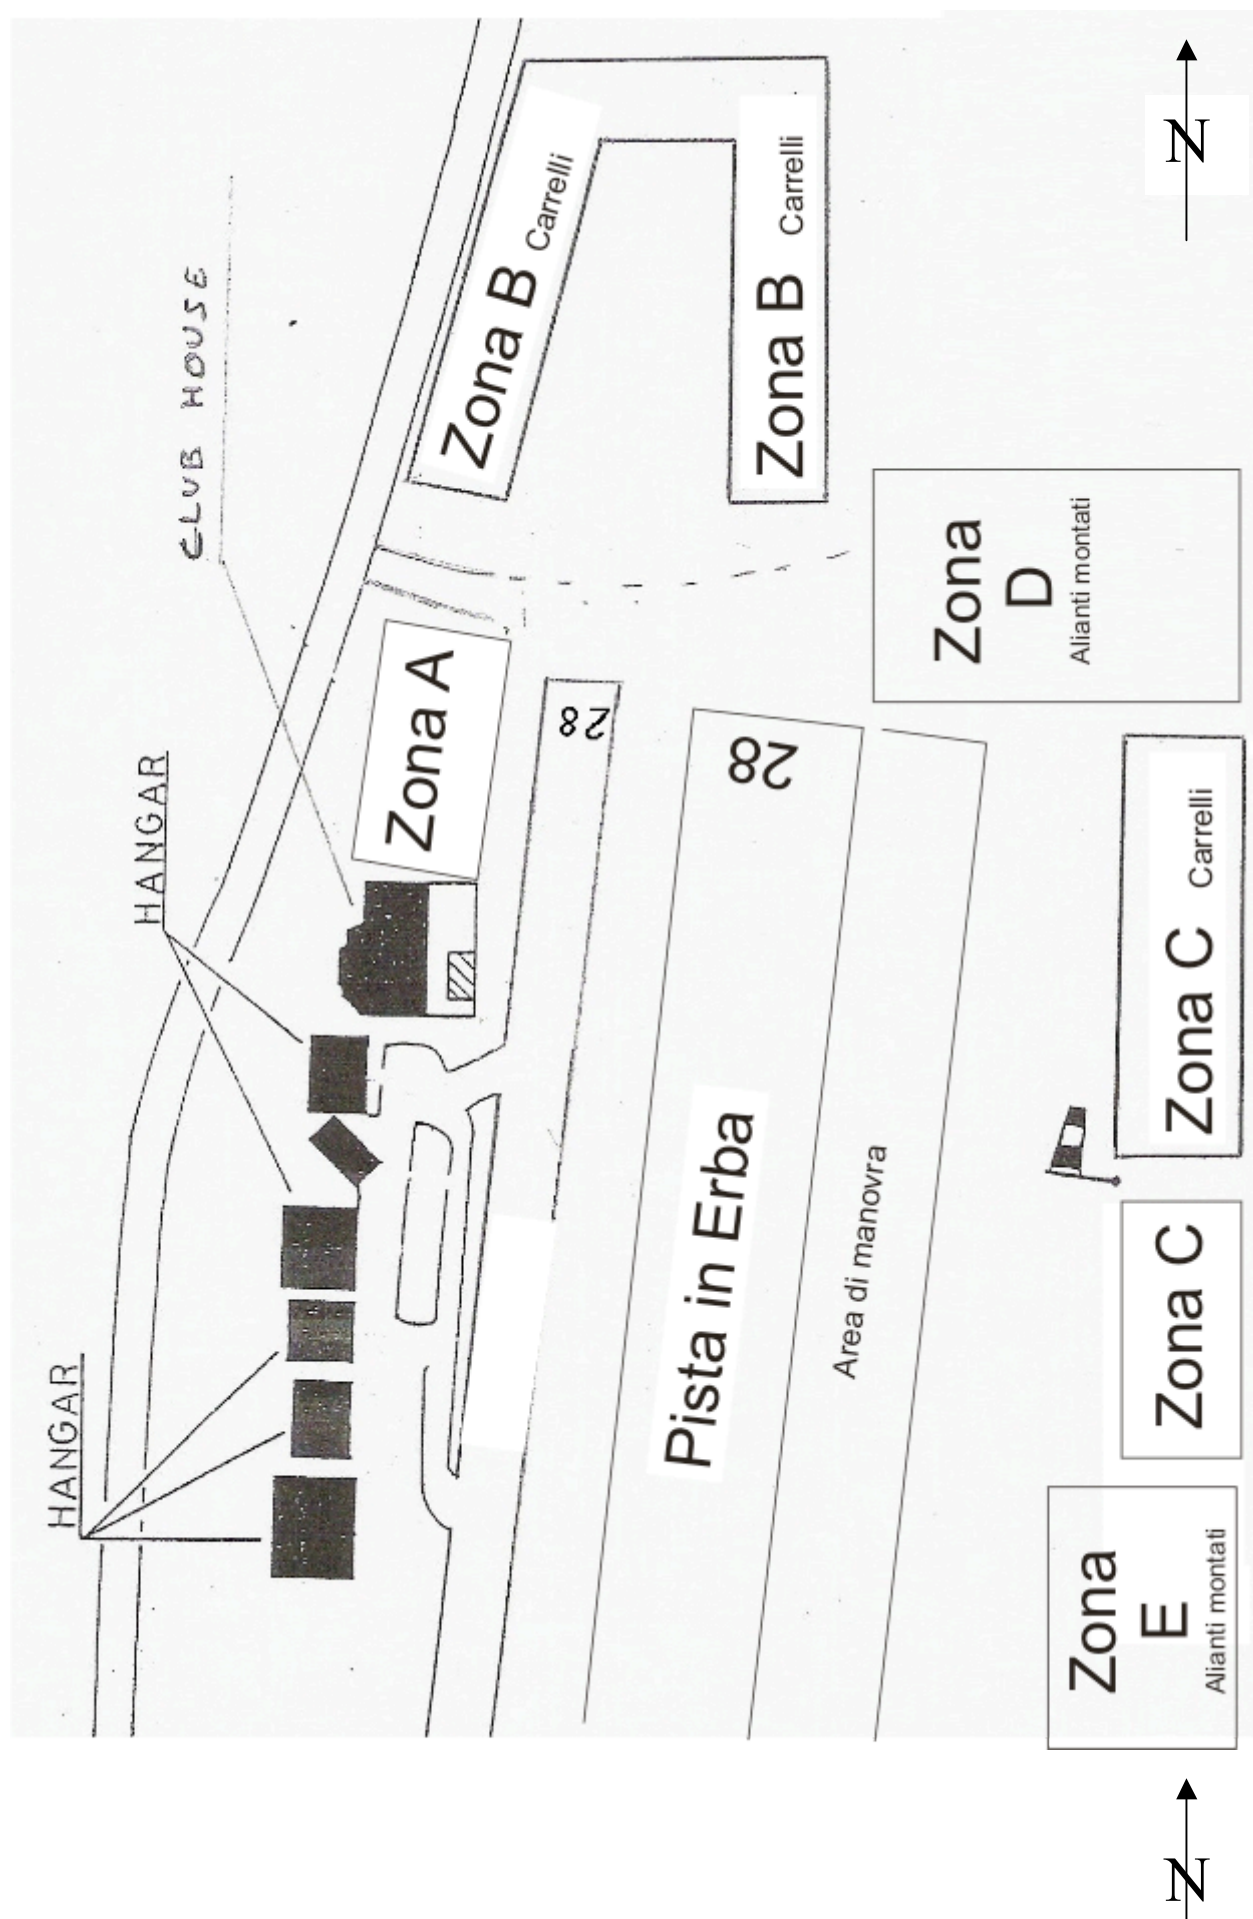 N
CLUB HOUSE
Zona B Carrelli
Zona B Carrelli
Zona
D
Alianti montati
Zona A
28
28
HANGAR
Zona C Carrelli
Pista in Erba
Area di manovra
Zona C
HANGAR
Zona
E
Alianti montati
N